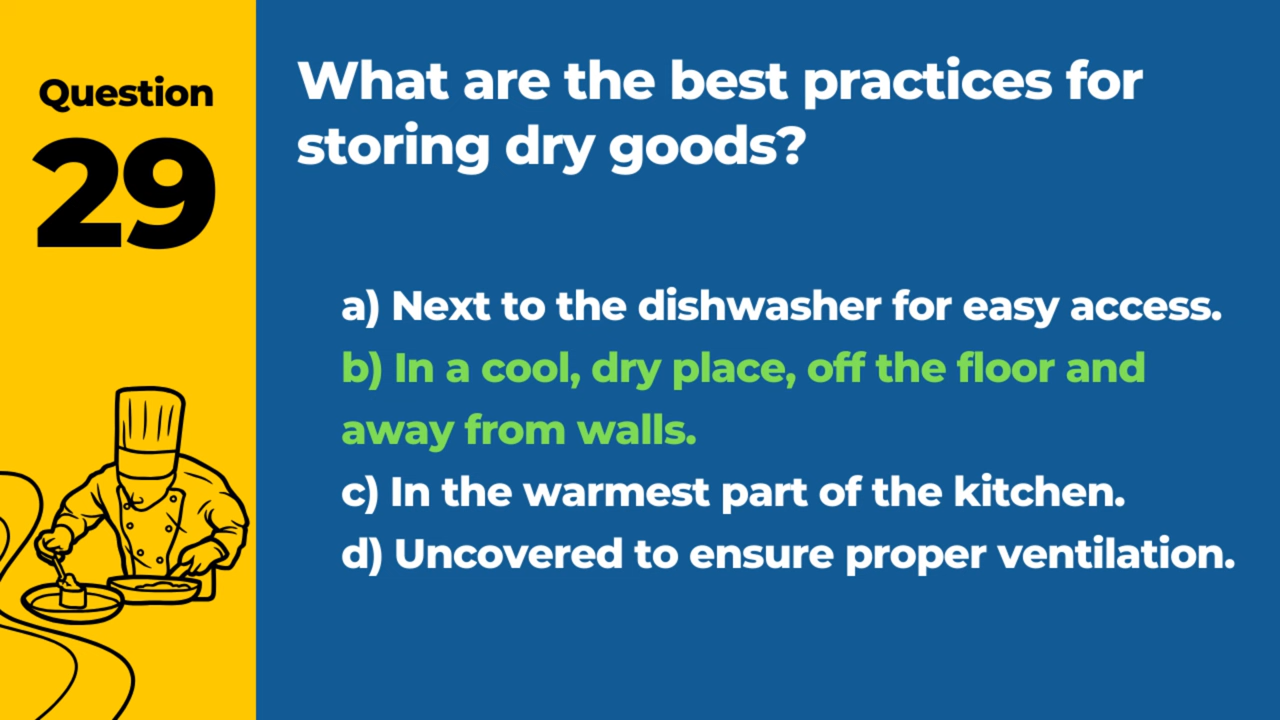 Question
29
What are the best practices for
storing dry goods?
a) Next to the dishwasher for easy access.
b) In a cool, dry place, off the floor and
away from walls.
c) In the warmest part of the kitchen.
d) Uncovered to ensure proper ventilation.